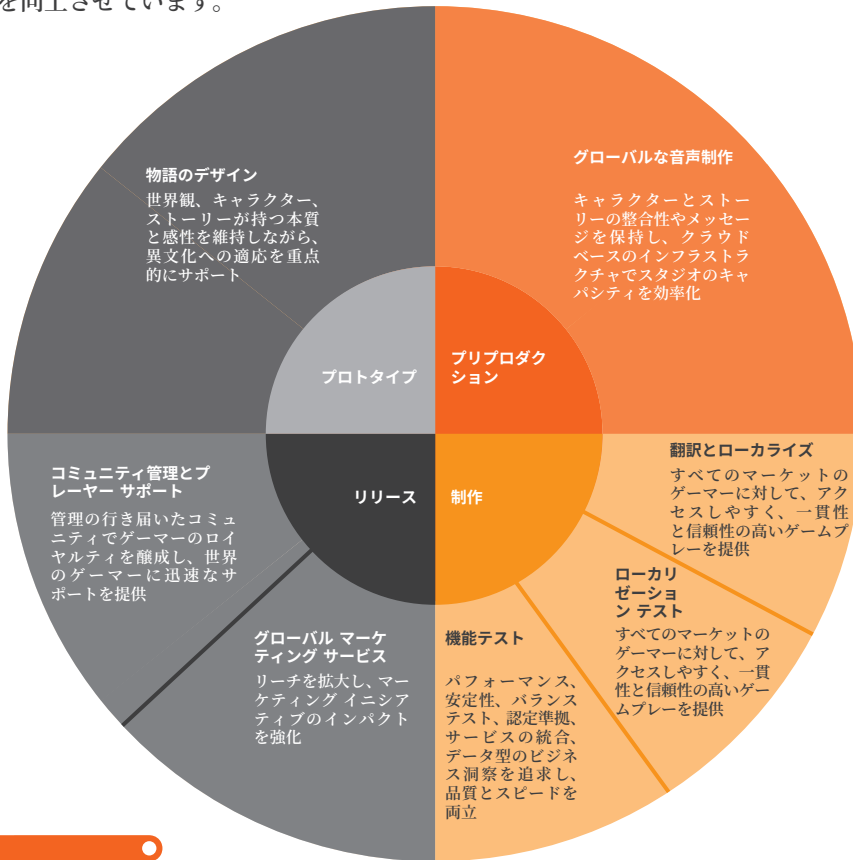 を向上させています。
物語のデザイン
世界観、キャラクター、
ストーリーが持つ本質
と感性を維持しながら、
異文化への適応を重点
的にサポート
グローバルな音声制作
キャラクターとストー
リーの整合性やメッセー
ジを保持し、クラウド
ベースのインフラストラ
クチャでスタジオのキャ
パシティを効率化
プロトタイプ
プリプロダク
ション
リリース
制作
コミュニティ管理とプ
レーヤー サポート
管理の行き届いたコミュ
ニティでゲーマーのロイ
ヤルティを醸成し、世界
のゲーマーに迅速なサ
ポートを提供
グローバル マーケ
ティング サービス
リーチを拡大し、マー
ケティング イニシア
ティブのインパクト
を強化
機能テスト
パフォーマンス、
安定性、バランス
テスト、認定準拠、
サービスの統合、
データ型のビジネ
ス洞察を追求し、
品質とスピードを
両立
翻訳とローカライズ
すべてのマーケットの
ゲーマーに対して、アク
セスしやすく、一貫性
と信頼性の高いゲームプ
レーを提供
ローカリ
ゼーショ
ン テスト
すべてのマーケットの
ゲーマーに対して、ア
クセスしやすく、一貫
性と信頼性の高いゲー
ムプレーを提供